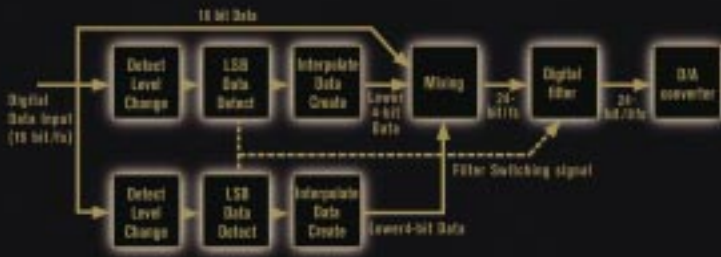 16 bit Data
Detect
Level
Change
LSB
Data
Detect
Interpolate
Data
Create
Mixing
Digital
filter
D/A
converter
Digital
Data Input
(16 bit/fs)
Lower
4-bit
Data
24-
bit/fs
24-
Filter Switching signal
Detect
Level
Change
LSB
Data
Detect
Interpolate
Data
Create
Lower4-bit Data